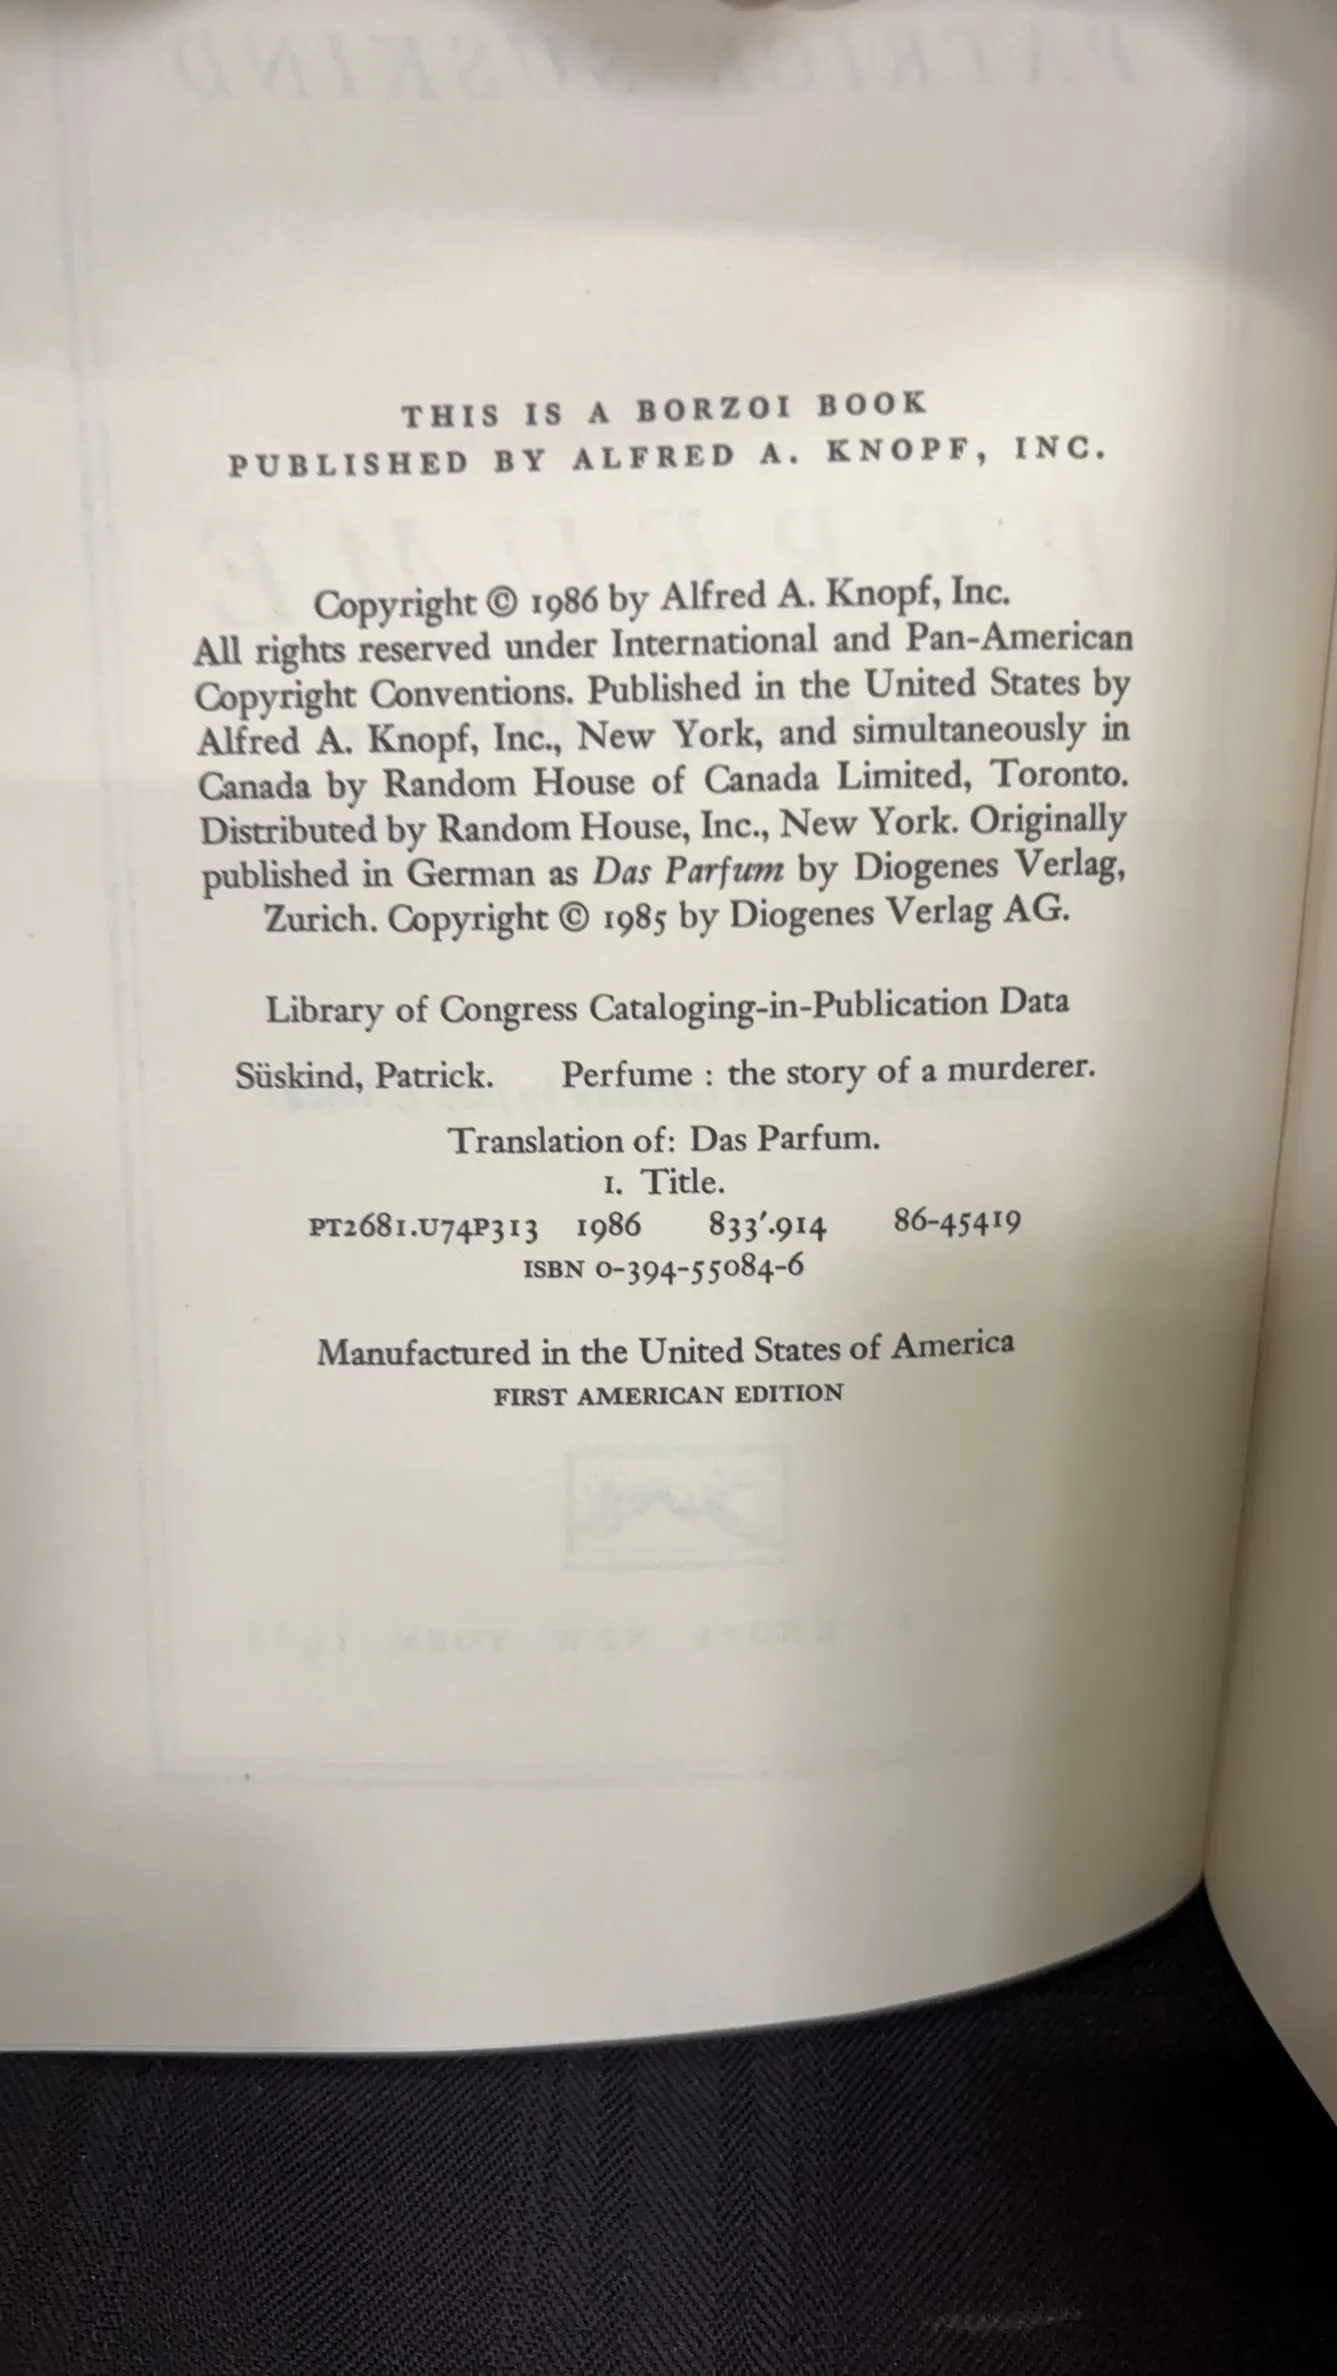 THIS IS A BORZOI BOOK
PUBLISHED BY ALFRED A. KNOPF, INC.
Copyright © 1986 by Alfred A. Knopf, Inc.
All rights reserved under International and Pan-American
Copyright Conventions. Published in the United States by
Alfred A. Knopf, Inc., New York, and simultaneously in
Canada by Random House of Canada Limited, Toronto.
Distributed by Random House, Inc., New York. Originally
published in German as Das Parfum by Diogenes Verlag,
Zurich. Copyright © 1985 by Diogenes Verlag AG.
Library of Congress Cataloging-in-Publication Data
Süskind, Patrick. Perfume : the story of a murderer.
Translation of: Das Parfum.
I. Title.
PT2681.U74P313 1986 833'.914 86-45419
ISBN 0-394-55084-6
Manufactured in the United States of America
FIRST AMERICAN EDITION